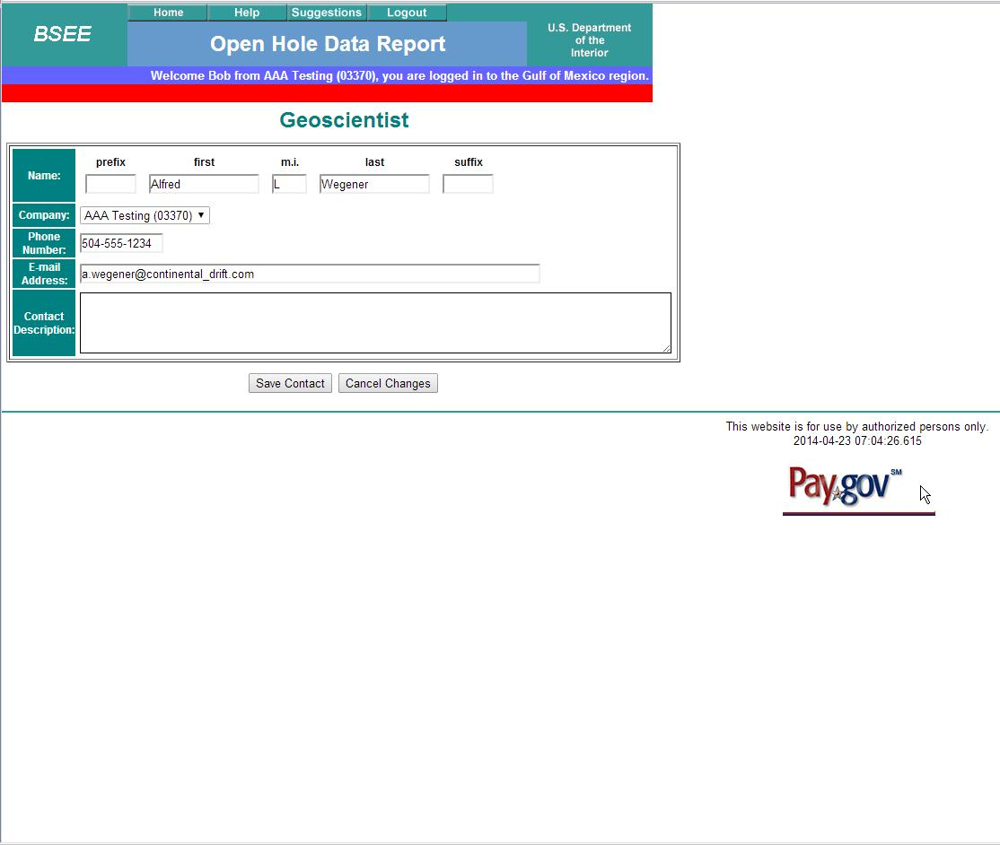 BSEE
Home Help Suggestions Logout
Open Hole Data Report
U.S. Department
of the
Interior
Welcome Bob from AAA Testing (03370), you are logged in to the Gulf of Mexico region.
Geoscientist
prefix first m.i. last suffix
Name: Alfred L Wegener
Company: AAA Testing (03370)
Phone
Number: 504-555-1234
E-mail
Address: a.wegener@continental_drift.com
Contact
Description:
Save Contact Cancel Changes
This website is for use by authorized persons only.
2014-04-23 07:04:26.615
Pay.gov SM